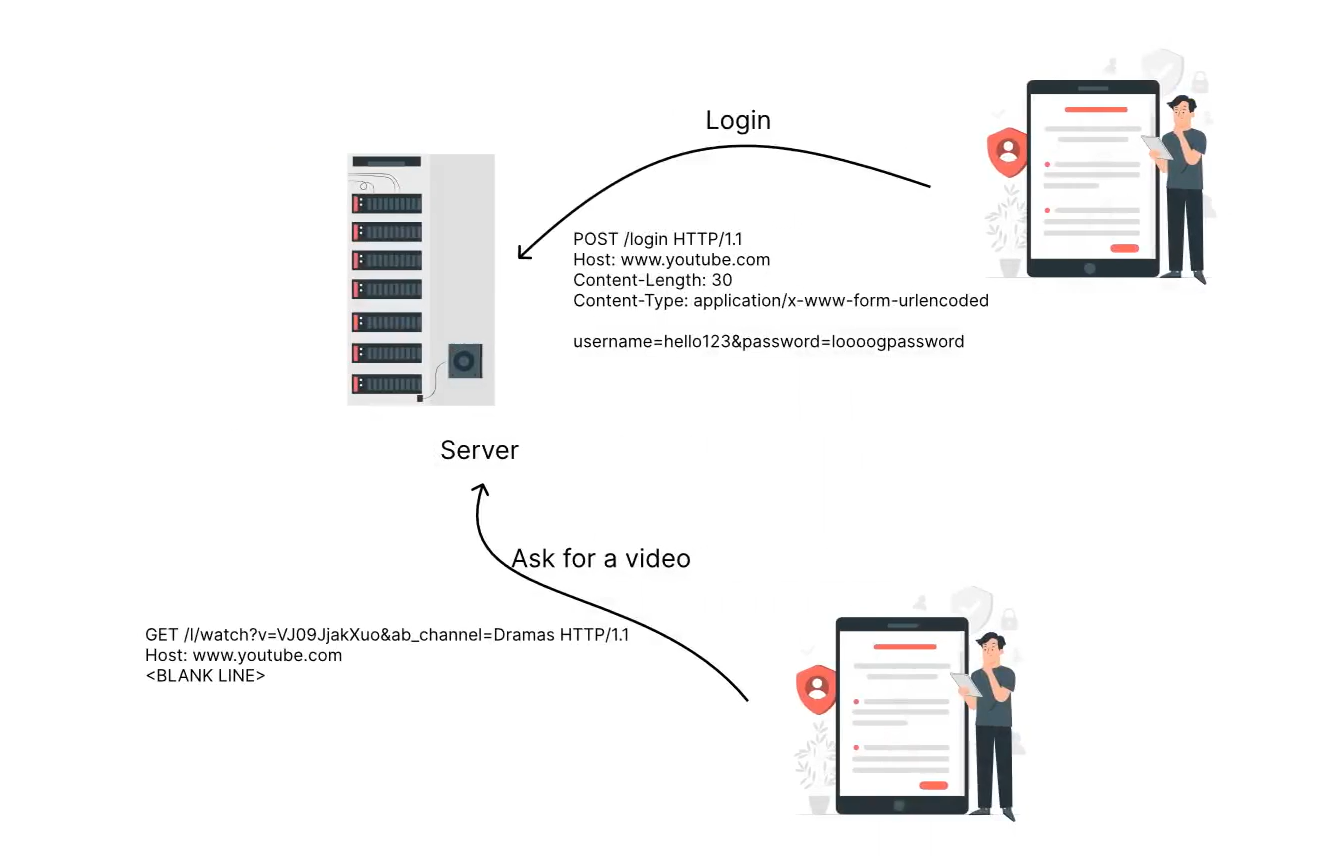 Login
POST /login HTTP/1.1
Host: www.youtube.com
Content-Length: 30
Content-Type: application/x-www-form-urlencoded
username=hello123&password=loooogpassword
Server
Ask for a video
GET /l/watch?v=VJ09JjakXuo&ab_channel=Dramas HTTP/1.1
Host: www.youtube.com
<BLANK LINE>